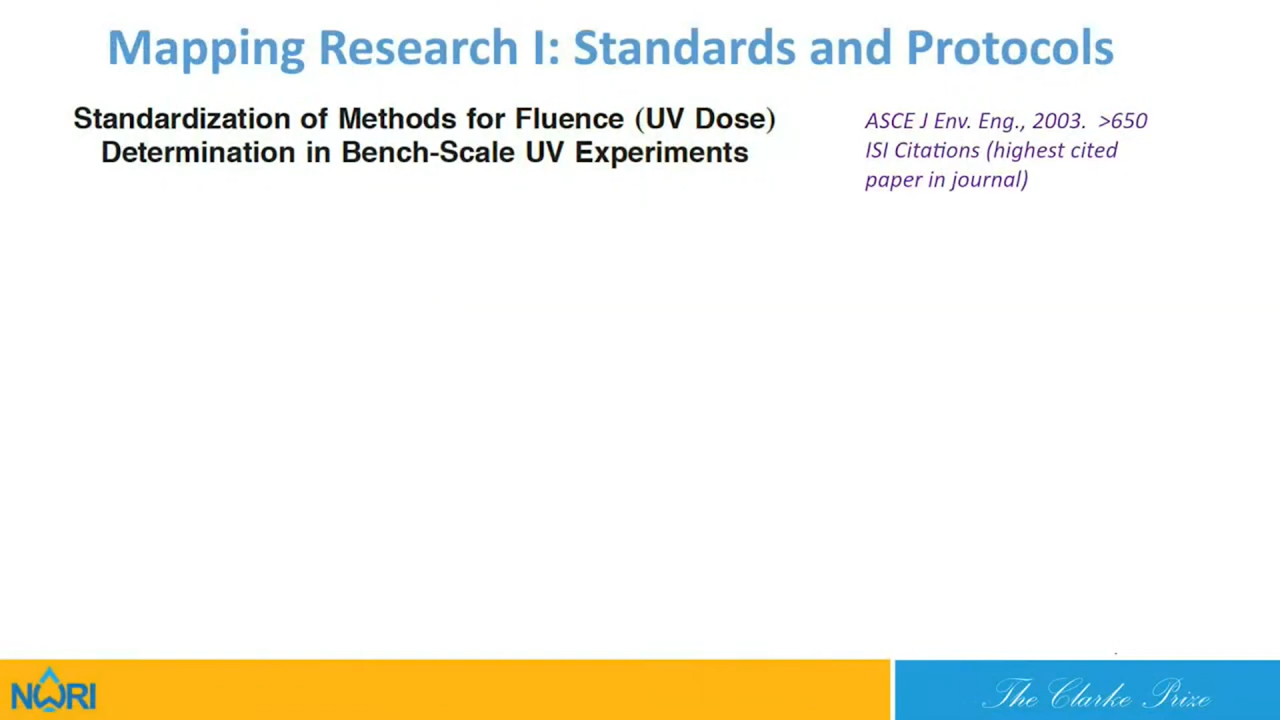 Mapping Research I: Standards and Protocols
Standardization of Methods for Fluence (UV Dose)
Determination in Bench-Scale UV Experiments
ASCE J Env. Eng., 2003. >650
ISI Citations (highest cited
paper in journal)
NWRI
The Clarke Prize